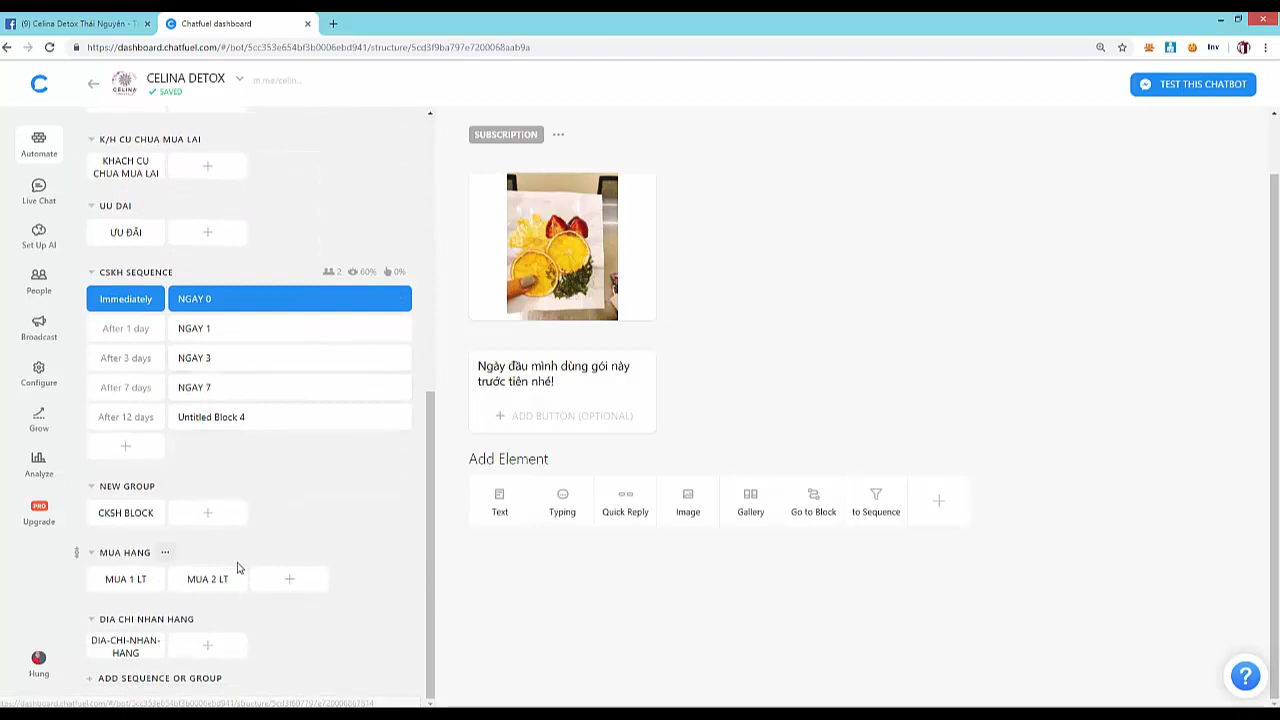 (9) Celina Detox Thái Nguyên - T
Chatfuel dashboard
https://dashboard.chatfuel.com/#/bot/5cc353e654bf3b0006ebd941/structure/5cd3f9ba797e7200068aab9a
Inv
CELINA DETOX
m.me/celin...
SAVED
TEST THIS CHATBOT
Automate
Live Chat
Set Up AI
People
Broadcast
Configure
Grow
Analyze
PRO
Upgrade
Hung
K/H CU CHUA MUA LAI
KHACH CU
CHUA MUA LAI
UU DAI
ƯU ĐÃI
CSKH SEQUENCE
2
60%
0%
Immediately
NGAY 0
After 1 day
NGAY 1
After 3 days
NGAY 3
After 7 days
NGAY 7
After 12 days
Untitled Block 4
NEW GROUP
CKSH BLOCK
MUA HANG
MUA 1 LT
MUA 2 LT
DIA CHI NHAN HANG
DIA-CHI-NHAN-
HANG
ADD SEQUENCE OR GROUP
SUBSCRIPTION
Ngày đầu mình dùng gói này
trước tiên nhé!
ADD BUTTON (OPTIONAL)
Add Element
Text
Typing
Quick Reply
Image
Gallery
Go to Block
to Sequence